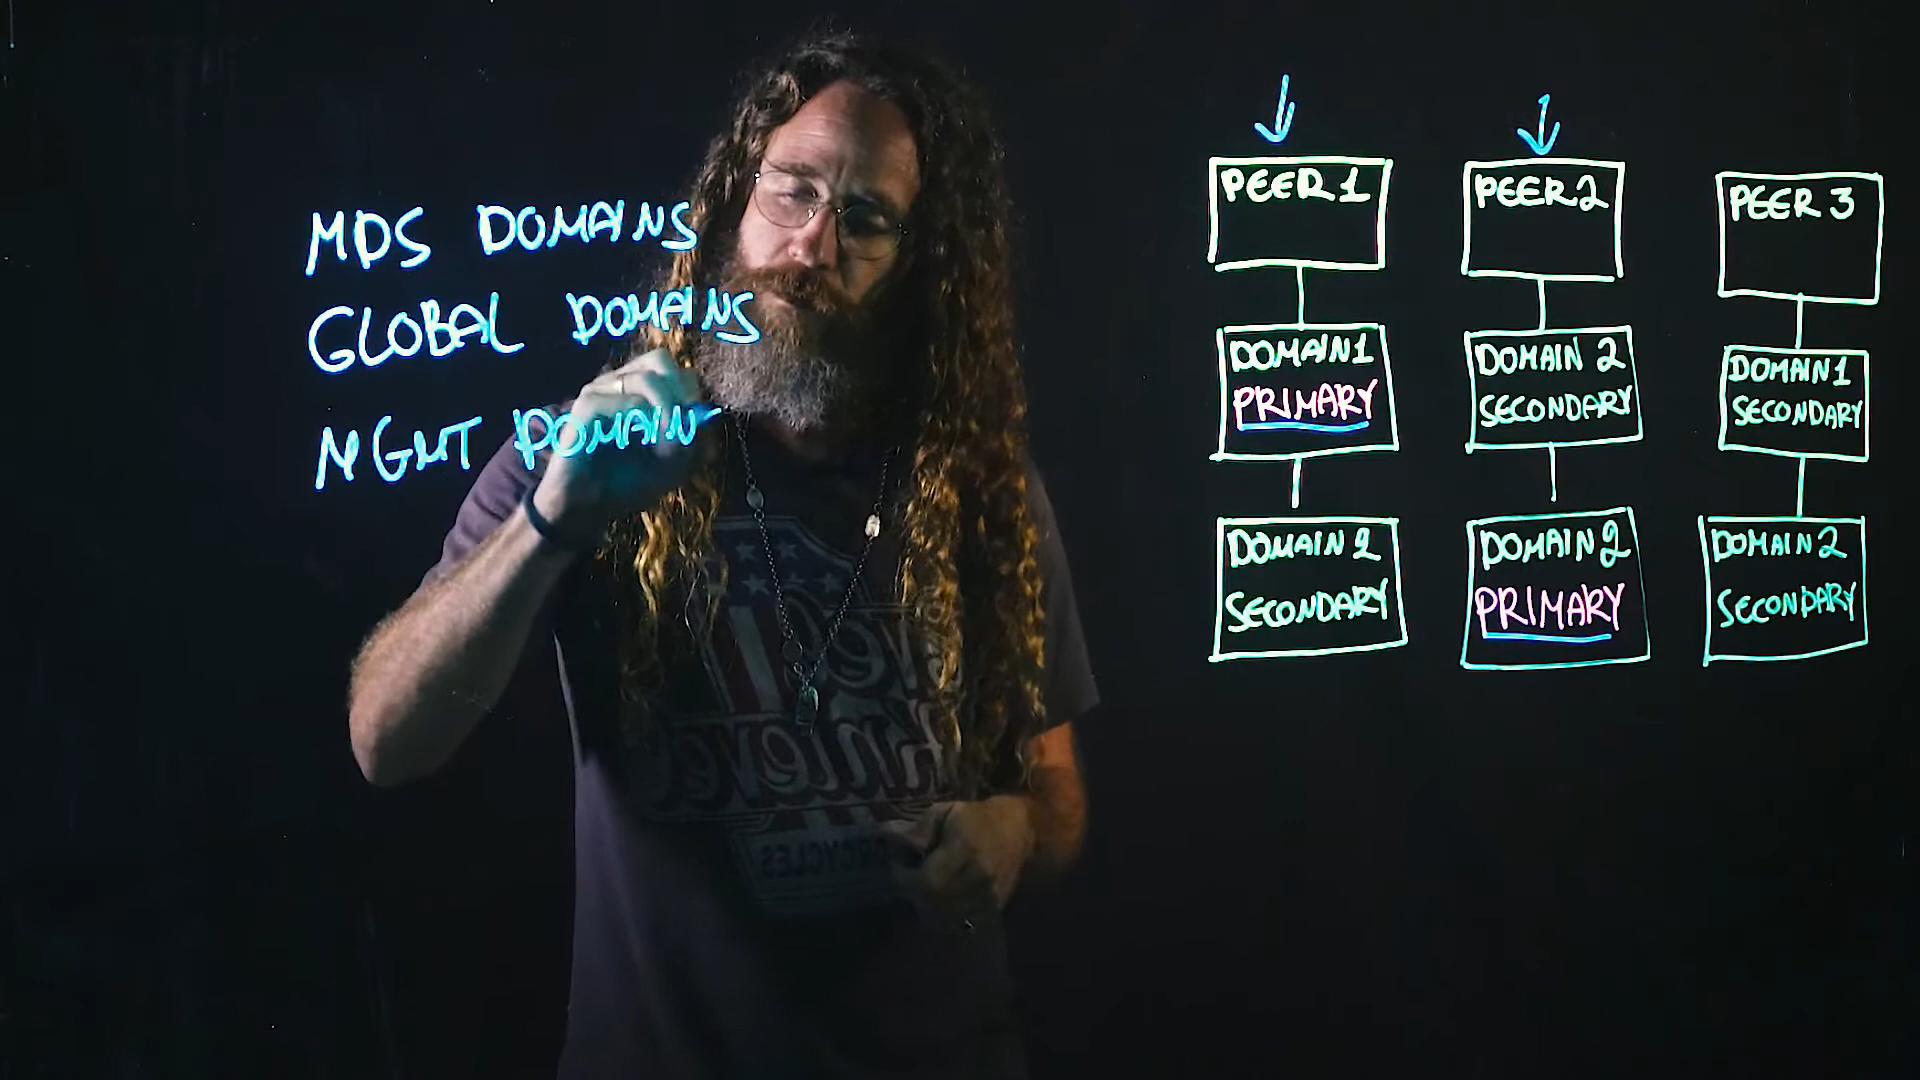 MDS DOMAINS
GLOBAL DOMAINS
MGMT DOMAIN
PEER 1
DOMAIN 1
PRIMARY
DOMAIN 2
SECONDARY
PEER 2
DOMAIN 2
SECONDARY
DOMAIN 2
PRIMARY
PEER 3
DOMAIN 1
SECONDARY
DOMAIN 2
SECONDARY
Knievel